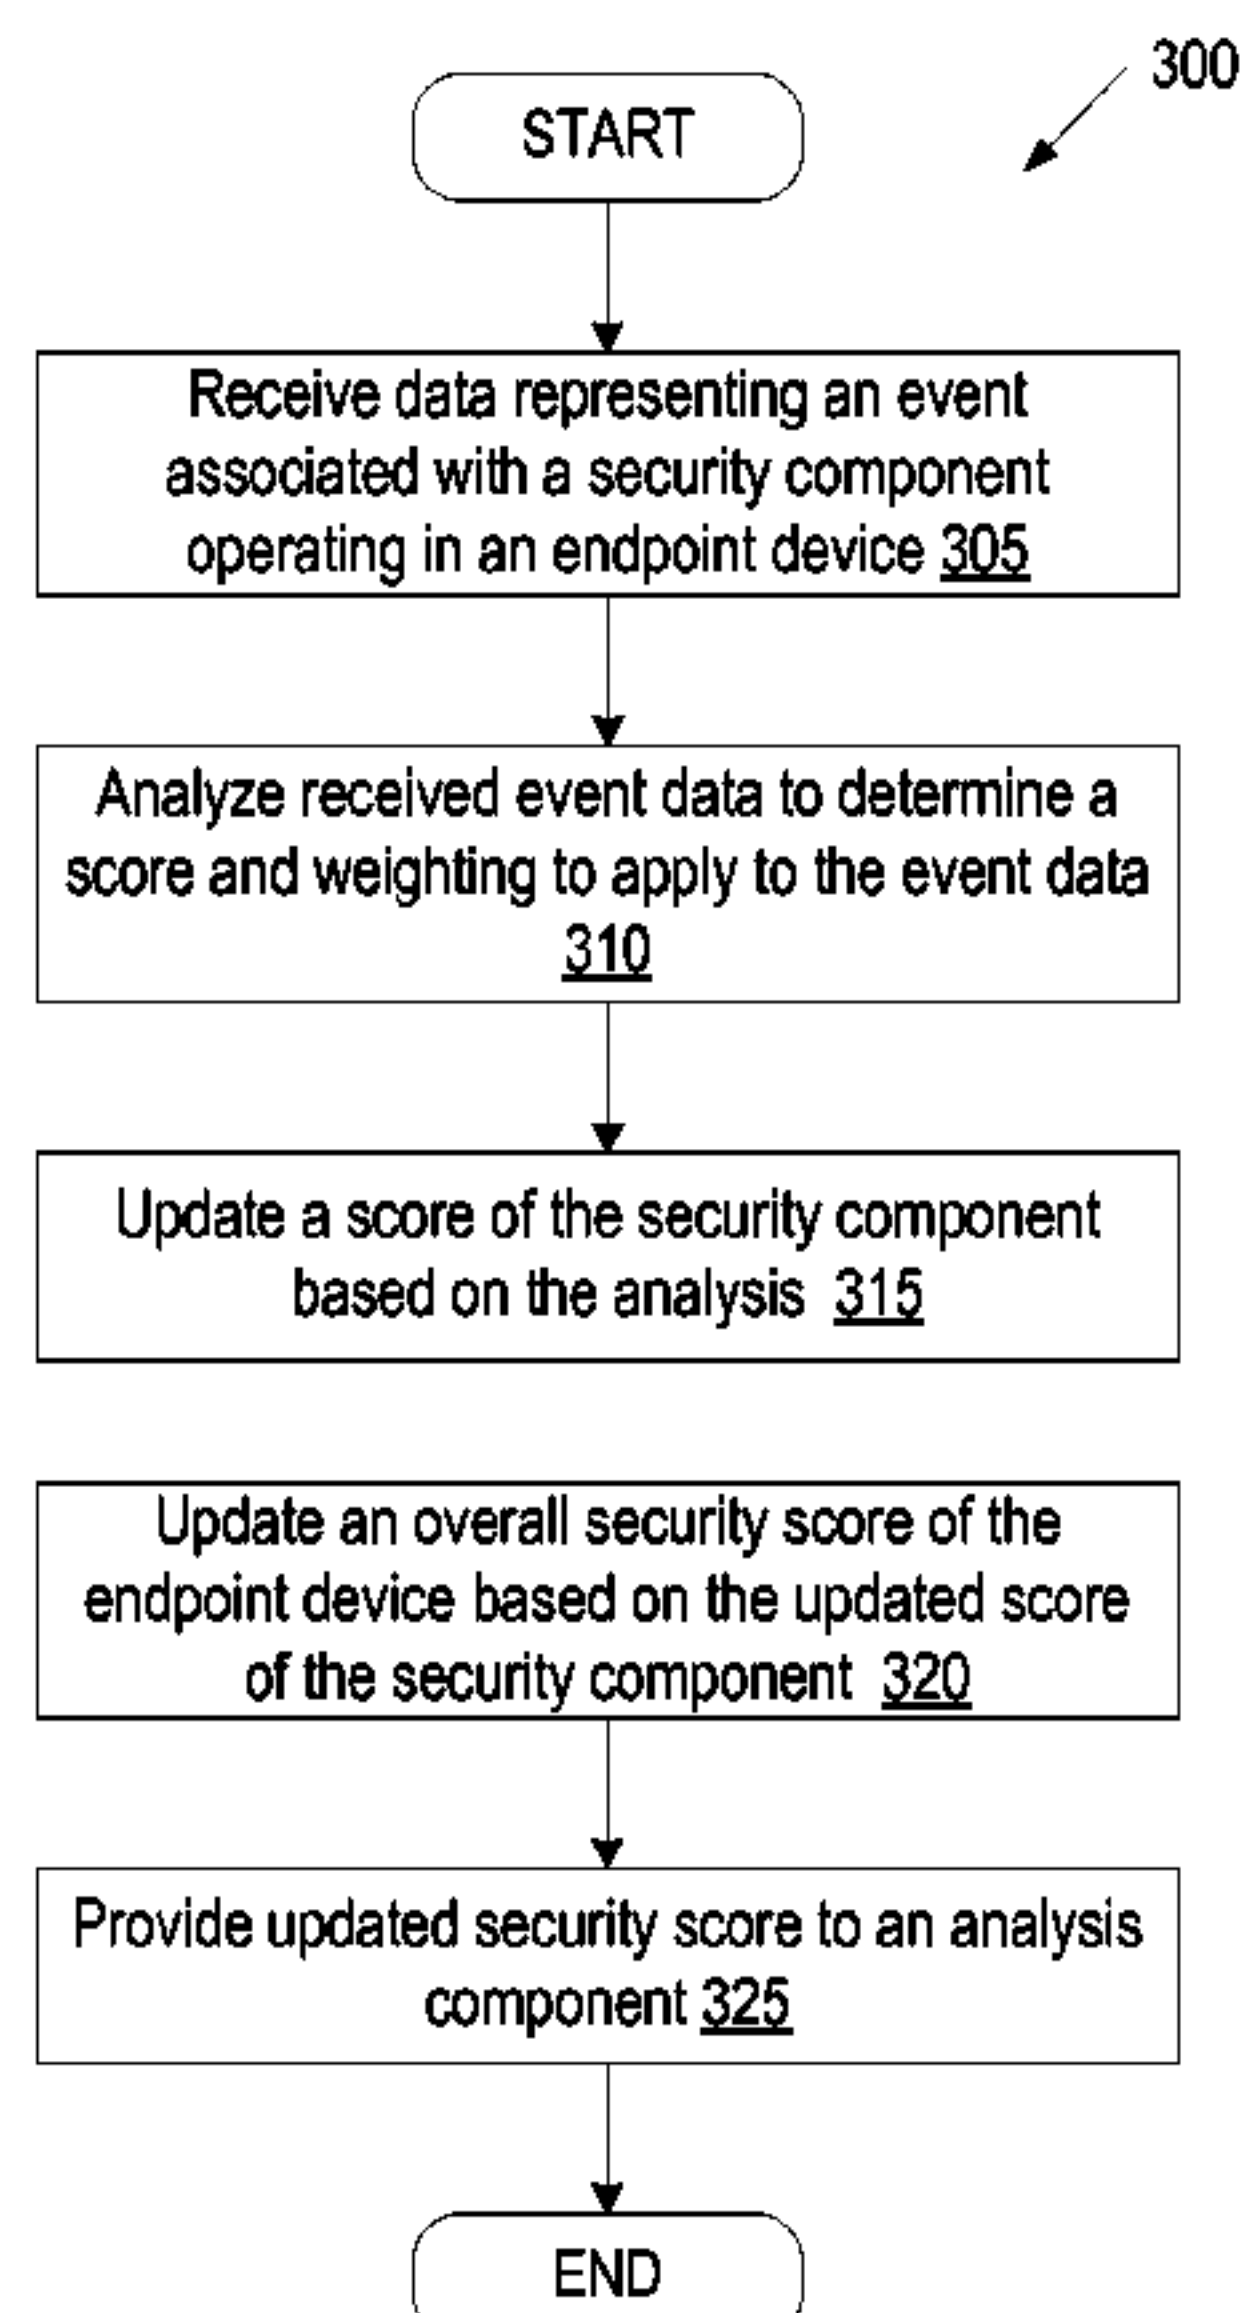 300
START
Receive data representing an event
associated with a security component
operating in an endpoint device 305
Analyze received event data to determine a
score and weighting to apply to the event data
310
Update a score of the security component
based on the analysis 315
Update an overall security score of the
endpoint device based on the updated score
of the security component 320
Provide updated security score to an analysis
component 325
END